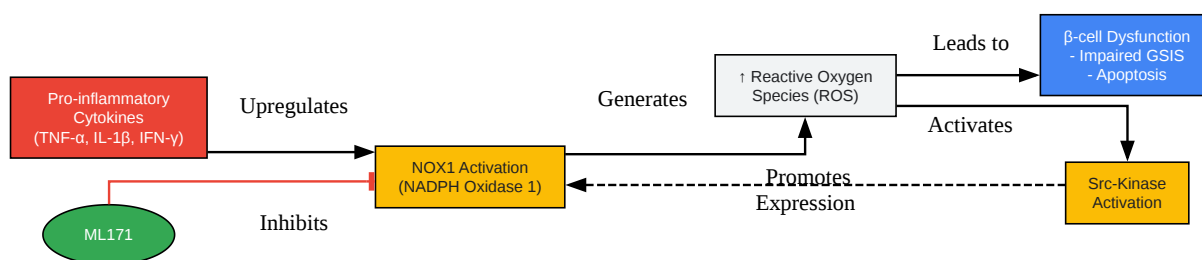 Pro-inflammatory
Cytokines
(TNF-α, IL-1β, IFN-γ)
Upregulates
NOX1 Activation
(NADPH Oxidase 1)
Generates
↑ Reactive Oxygen
Species (ROS)
Leads to
β-cell Dysfunction
- Impaired GSIS
- Apoptosis
Activates
Src-Kinase
Activation
Promotes
Expression
Inhibits
ML171